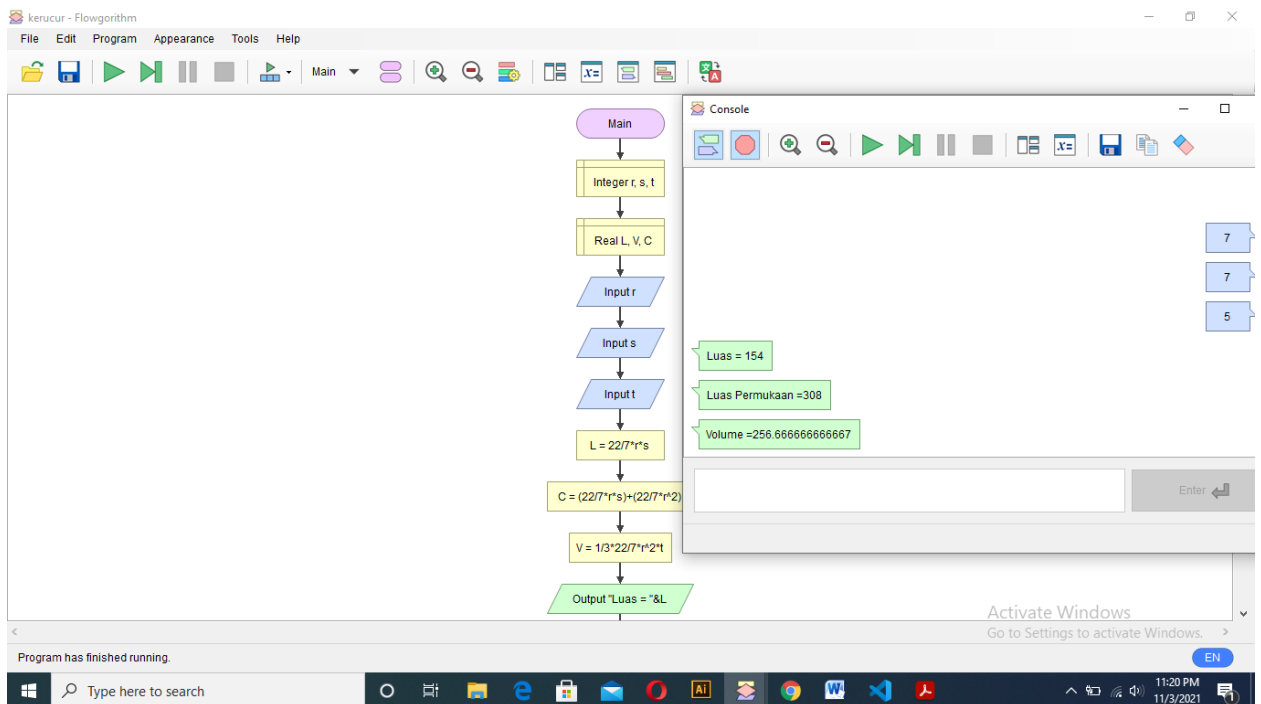 kerucur - Flowgorithm
File Edit Program Appearance Tools Help
Main
Main
Integer r, s, t
Real L, V, C
Input r
Input s
Input t
L = 22/7*r*s
C = (22/7*r*s)+(22/7*r^2)
V = 1/3*22/7*r^2*t
Output "Luas = "&L
Console
x=
x=
7
7
5
Luas = 154
Luas Permukaan =308
Volume =256.666666666667
Enter
Activate Windows
Go to Settings to activate Windows.
Program has finished running.
EN
Type here to search
Ai
W
11:20 PM
11/3/2021
1